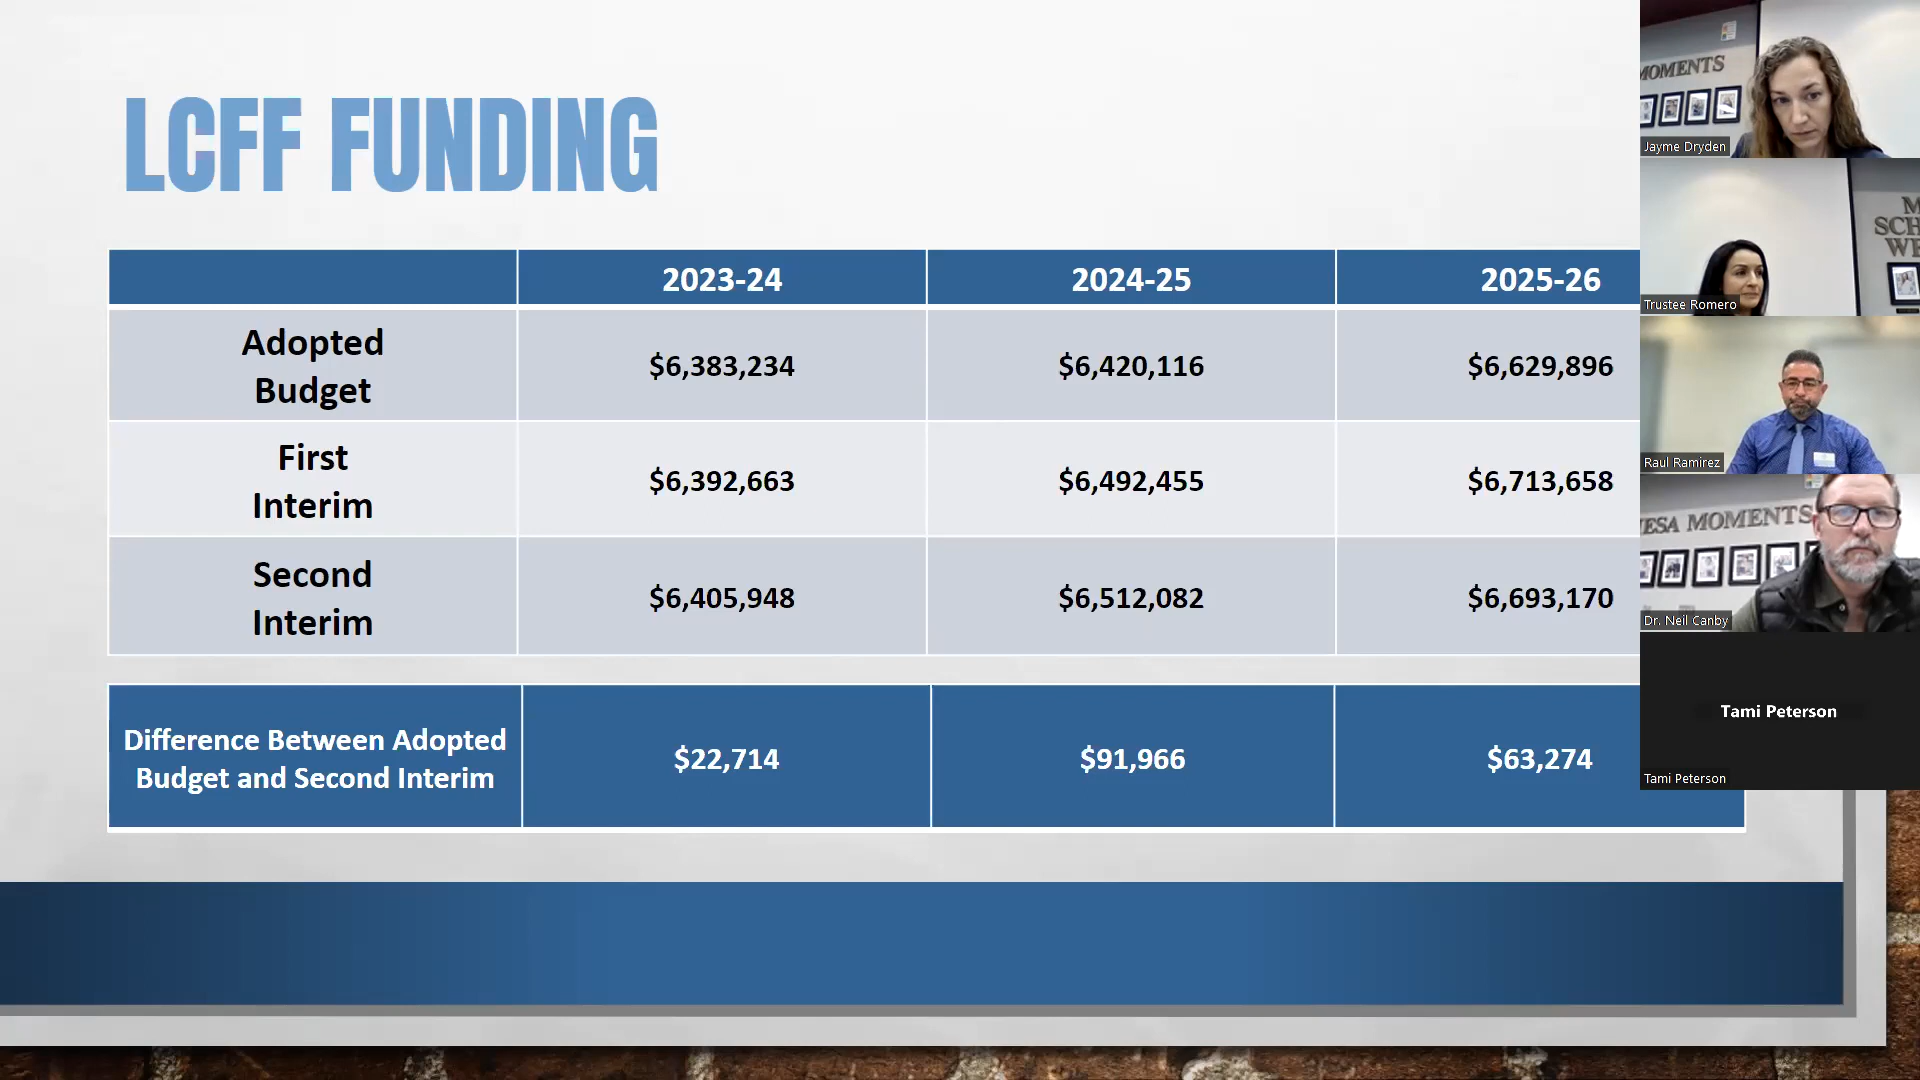 LCFF FUNDING
2023-24 2024-25 2025-26
Adopted
Budget
$6,383,234 $6,420,116 $6,629,896
First
Interim
$6,392,663 $6,492,455 $6,713,658
Second
Interim
$6,405,948 $6,512,082 $6,693,170
Difference Between Adopted
Budget and Second Interim
$22,714 $91,966 $63,274
MOMENTS
Jayme Dryden
M
SCH
WE
Trustee Romero
Raul Ramirez
ESA MOMENTS
Dr. Neil Canby
Tami Peterson
Tami Peterson